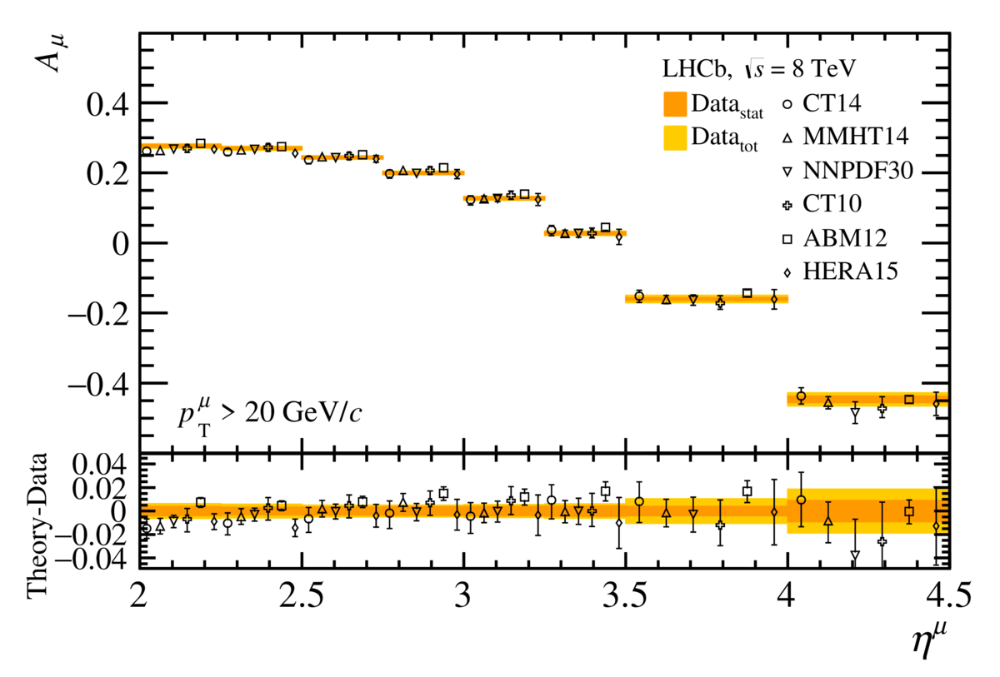 A^μ
LHCb, √s = 8 TeV
Data_stat
Data_tot
CT14
MMHT14
NNPDF30
CT10
ABM12
HERA15
0.4
0.2
0
−0.2
−0.4
p_T^μ > 20 GeV/c
Theory-Data
0.04
0.02
0
−0.02
−0.04
2 2.5 3 3.5 4 4.5
η^μ